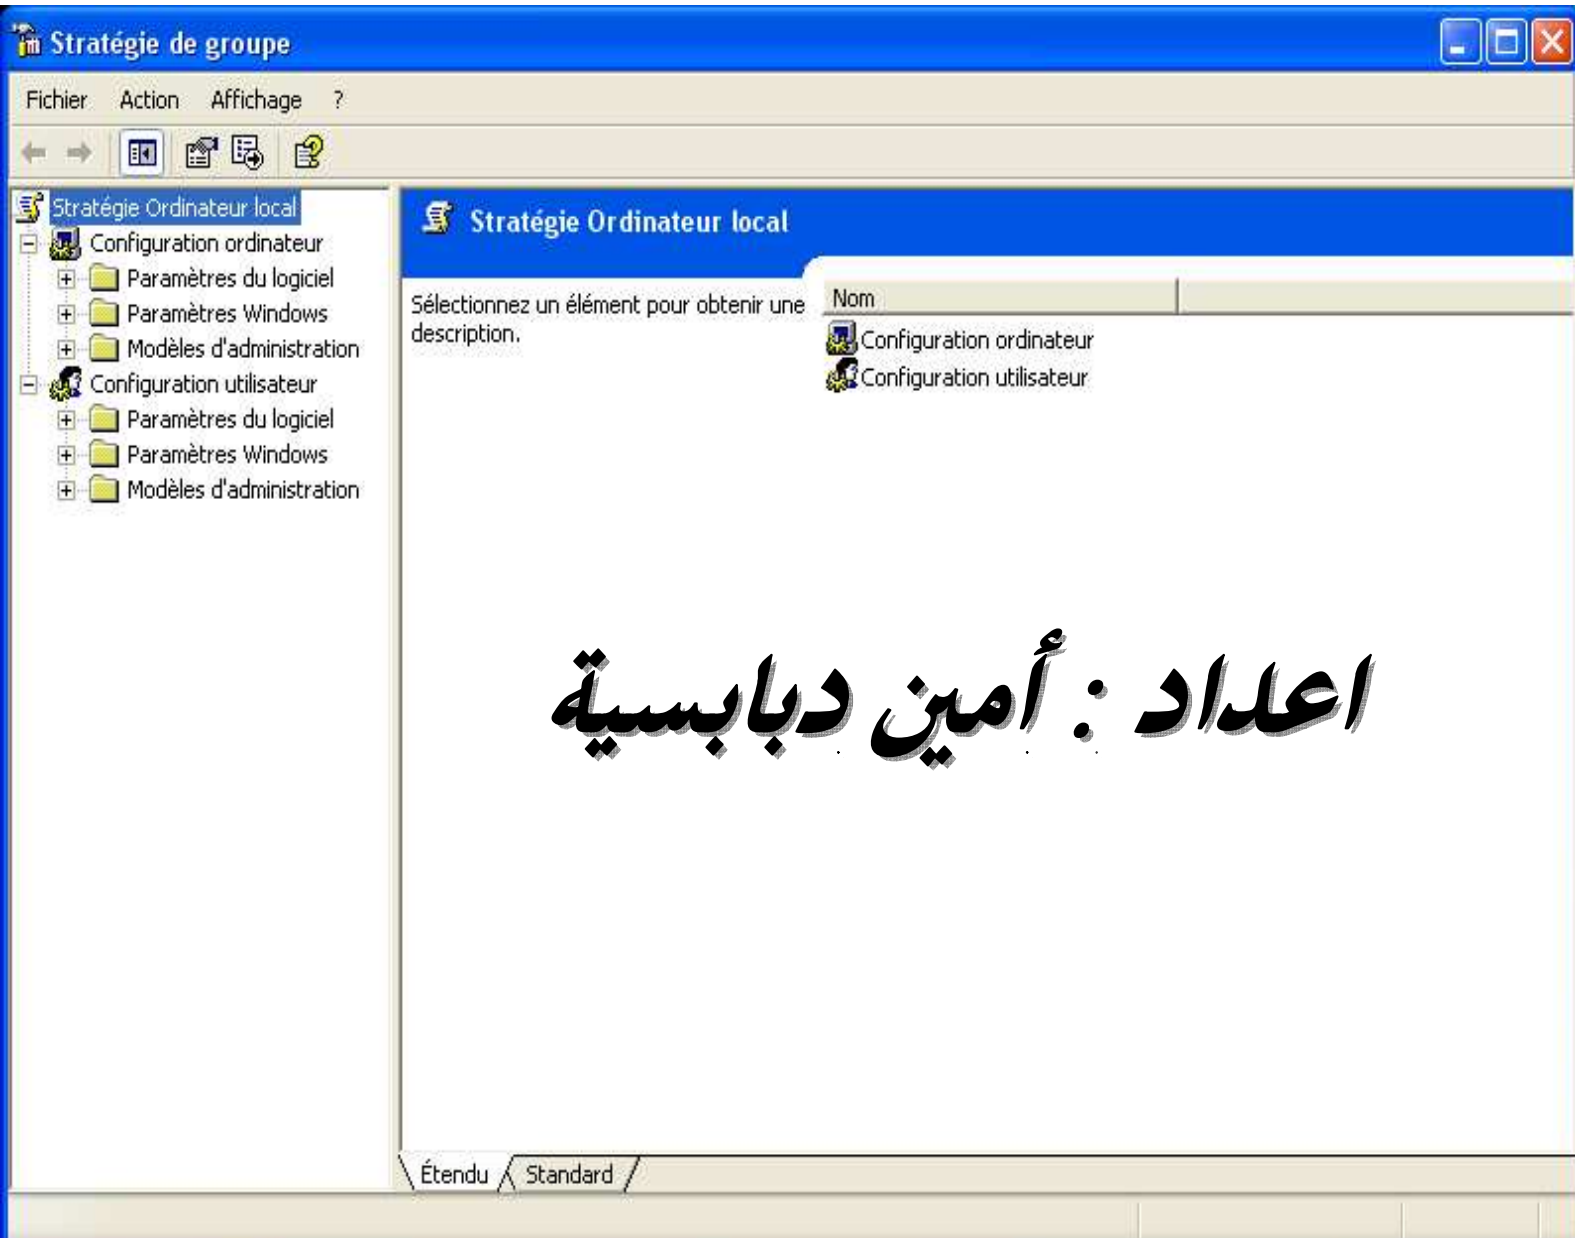 Stratégie de groupe
Fichier Action Affichage ?
Stratégie Ordinateur local
Configuration ordinateur
Paramètres du logiciel
Paramètres Windows
Modèles d'administration
Configuration utilisateur
Paramètres du logiciel
Paramètres Windows
Modèles d'administration
Stratégie Ordinateur local
Sélectionnez un élément pour obtenir une
description.
Nom
Configuration ordinateur
Configuration utilisateur
اعداد : أمين دبابسية
Étendu Standard